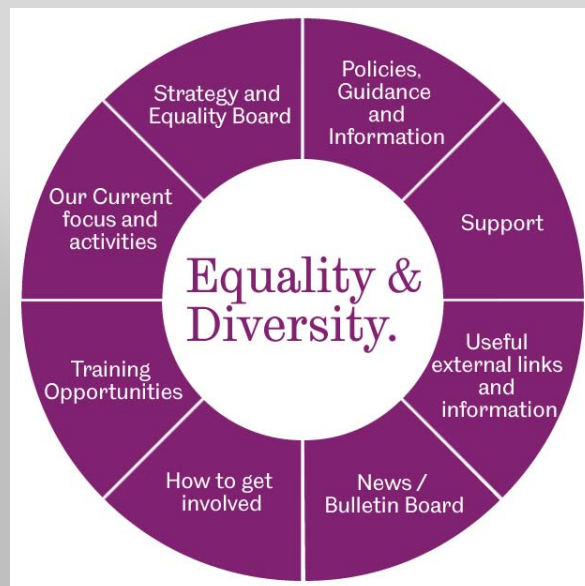 Strategy and
Equality Board
Policies,
Guidance
and
Information
Support
Useful
external links
and
information
News /
Bulletin Board
How to get
involved
Training
Opportunities
Our Current
focus and
activities
Equality &
Diversity.